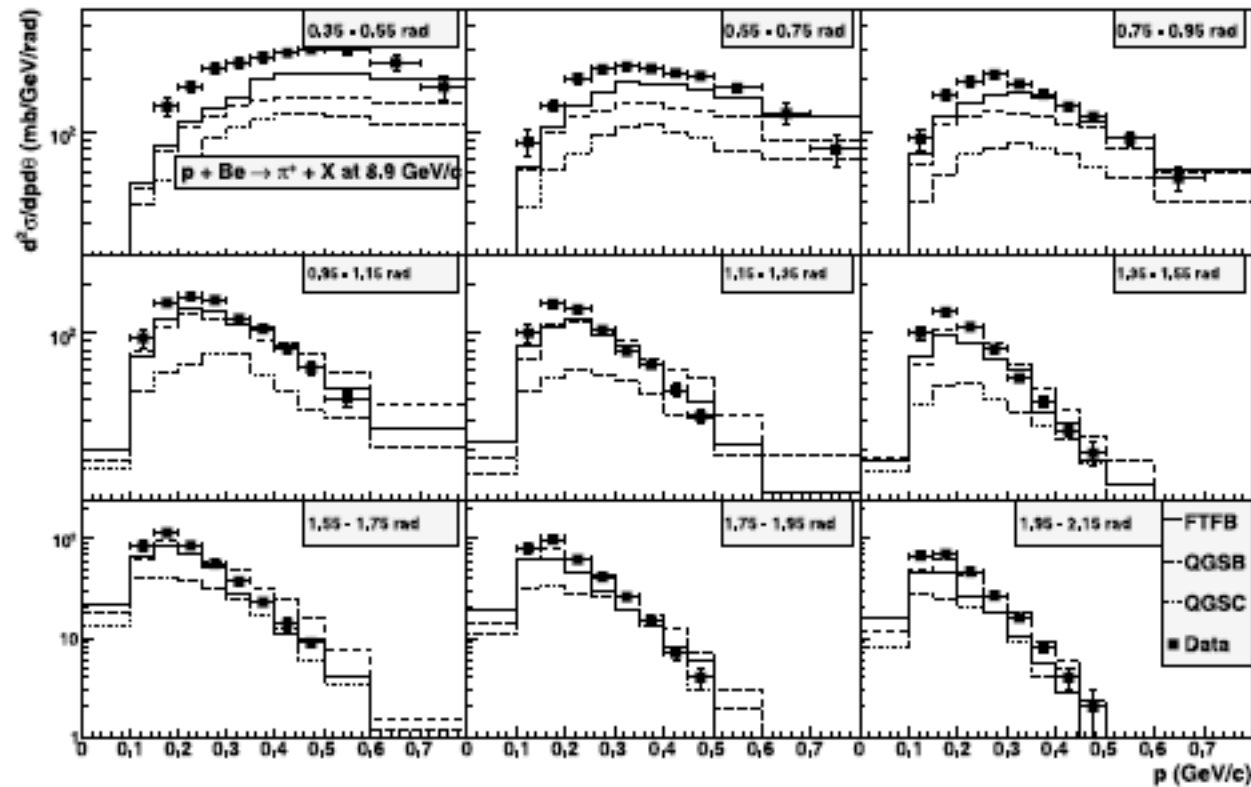 d²σ/dpdθ (mb/GeV/rad)
0,35 - 0,55 rad
0,55 - 0,75 rad
0,75 - 0,95 rad
10²
p + Be → π⁺ + X at 8.9 GeV/c
0,95 - 1,15 rad
1,15 - 1,35 rad
1,35 - 1,55 rad
10²
1,55 - 1,75 rad
1,75 - 1,95 rad
1,95 - 2,15 rad
FTFB
QGSB
QGSC
Data
10²
10
1
0 0,1 0,2 0,3 0,4 0,5 0,6 0,7 0 0,1 0,2 0,3 0,4 0,5 0,6 0,7 0 0,1 0,2 0,3 0,4 0,5 0,6 0,7
p (GeV/c)